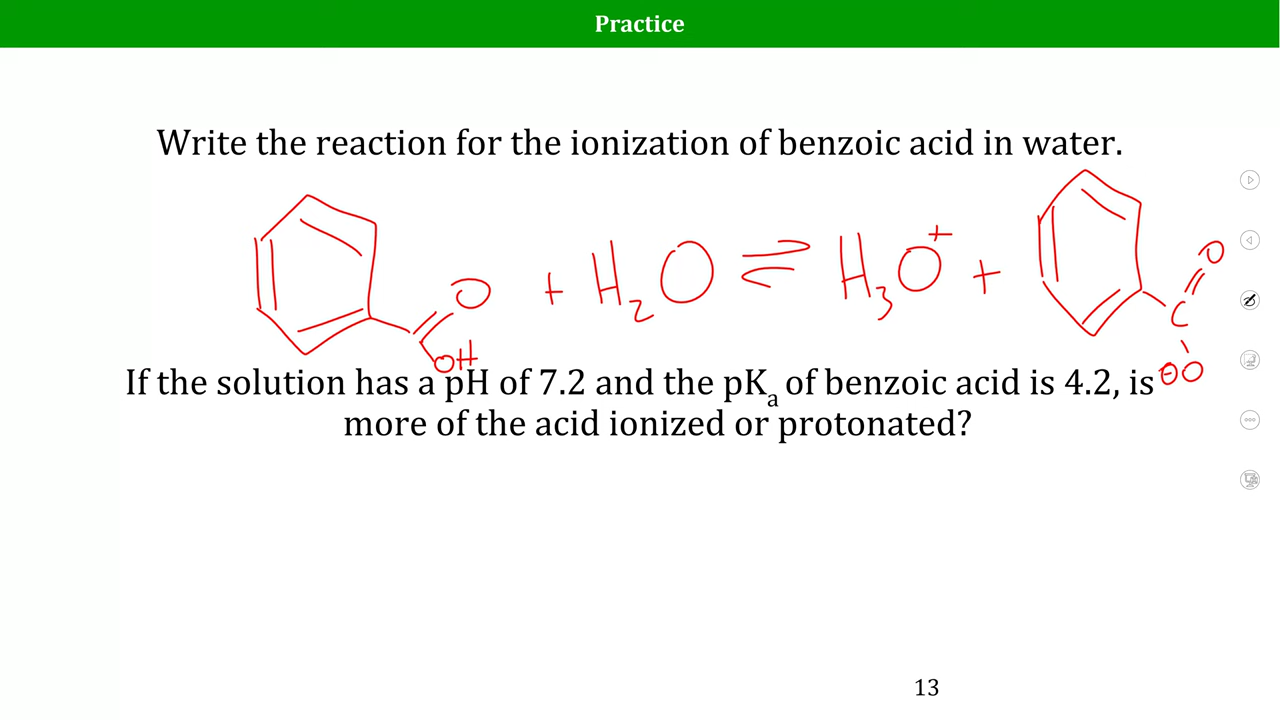 Practice
Write the reaction for the ionization of benzoic acid in water.
O
OH
+ H₂O ⇌ H₃O⁺ +
O
C
⊖O
If the solution has a pH of 7.2 and the pKₐ of benzoic acid is 4.2, is
more of the acid ionized or protonated?
13